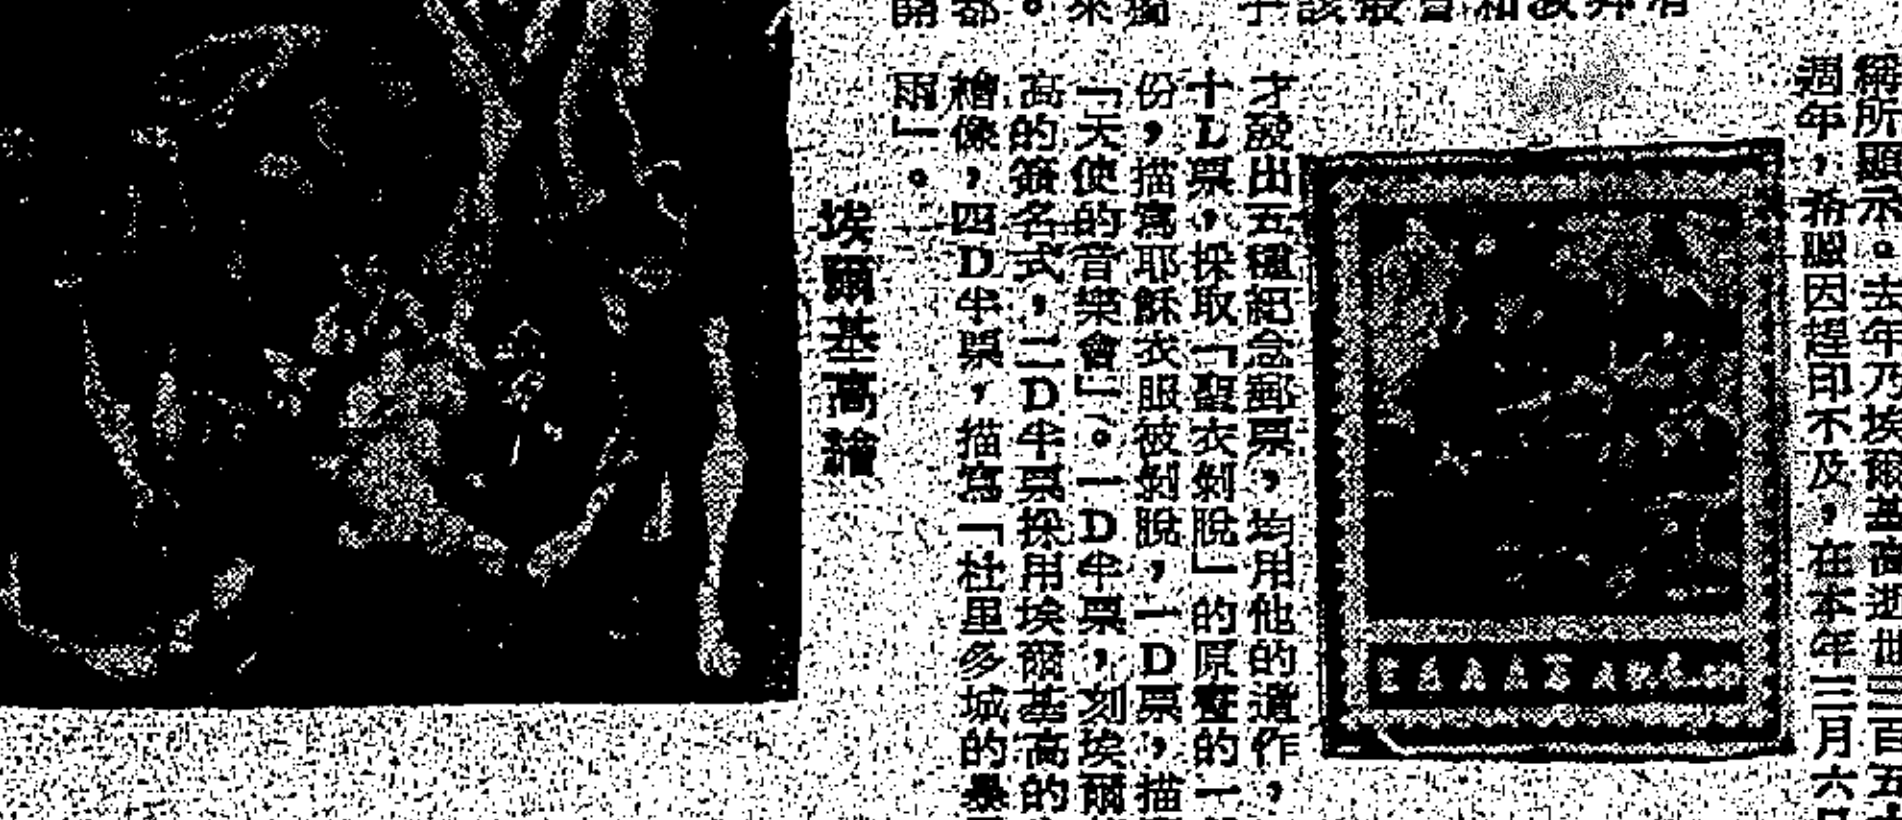 稱所顯示。去年乃埃爾基高逝世三百五
週年，希臘因趕印不及，在本年三月六日
才發出五種紀念郵票，均用他的遺作，
十L票，採取「聖衣剝脫」的原畫的一
份，描寫耶穌衣服被剝脫，一D票，描
「天使的音樂會」。一D半票，刻埃爾
高的簽名式，二D半票採用埃爾基高的
繪像，四D半票，描寫「杜里多城的暴
雨」。
埃爾基高繪